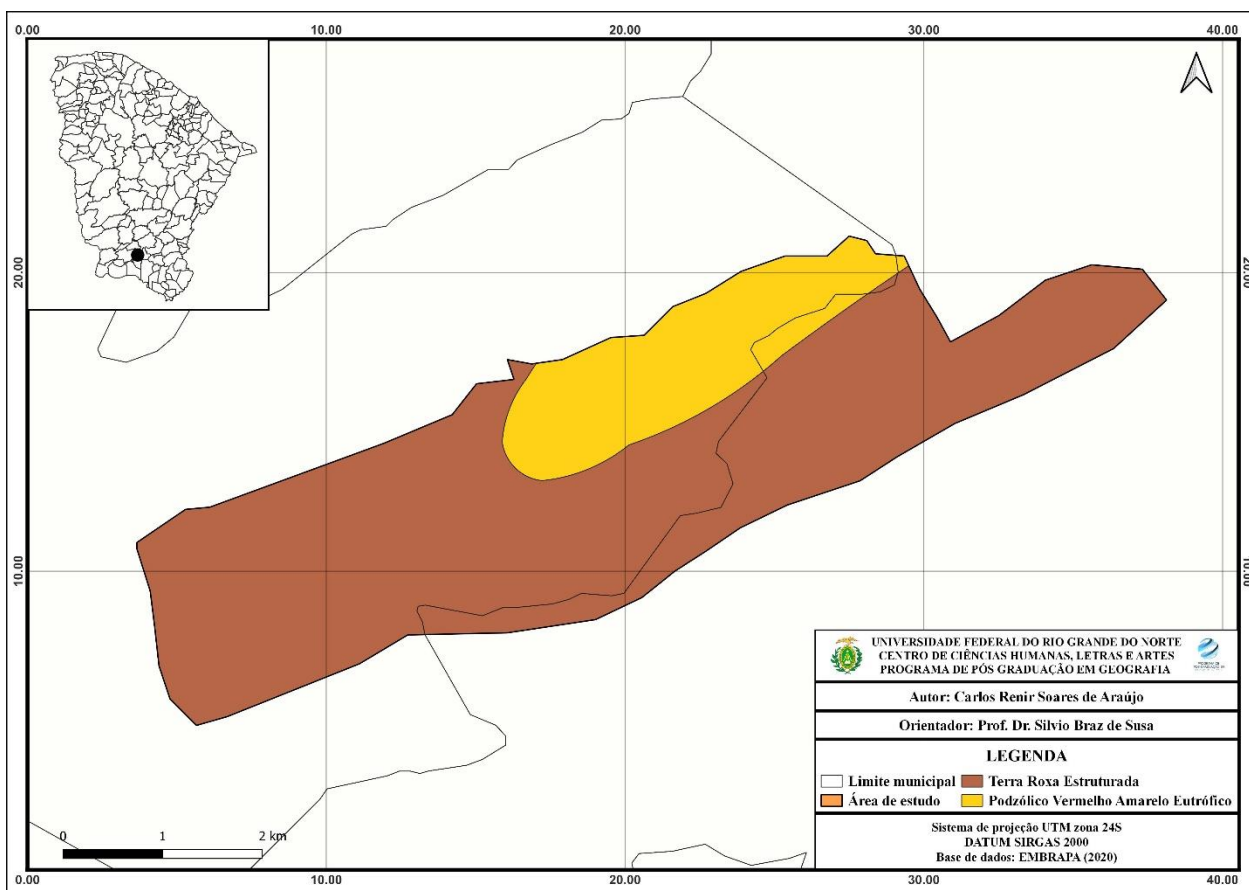 0.00 10.00 20.00 30.00 40.00
20.00 20.00
10.00 10.00
UNIVERSIDADE FEDERAL DO RIO GRANDE DO NORTE
CENTRO DE CIÊNCIAS HUMANAS, LETRAS E ARTES
PROGRAMA DE PÓS GRADUAÇÃO EM GEOGRAFIA
Autor: Carlos Renir Soares de Araújo
Orientador: Prof. Dr. Silvio Braz de Susa
LEGENDA
Limite municipal Terra Roxa Estruturada
Área de estudo Podzólico Vermelho Amarelo Eutrófico
Sistema de projeção UTM zona 24S
DATUM SIRGAS 2000
Base de dados: EMBRAPA (2020)
0 1 2 km
0.00 10.00 20.00 30.00 40.00